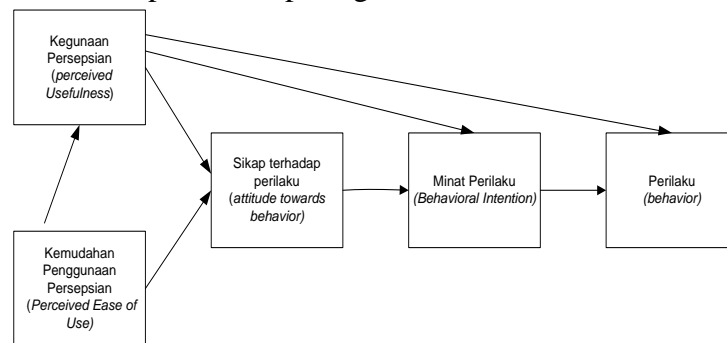 Kegunaan
Persepsian
(perceived
Usefulness)
Sikap terhadap
perilaku
(attitude towards
behavior)
Minat Perilaku
(Behavioral Intention)
Perilaku
(behavior)
Kemudahan
Penggunaan
Persepsian
(Perceived Ease of
Use)